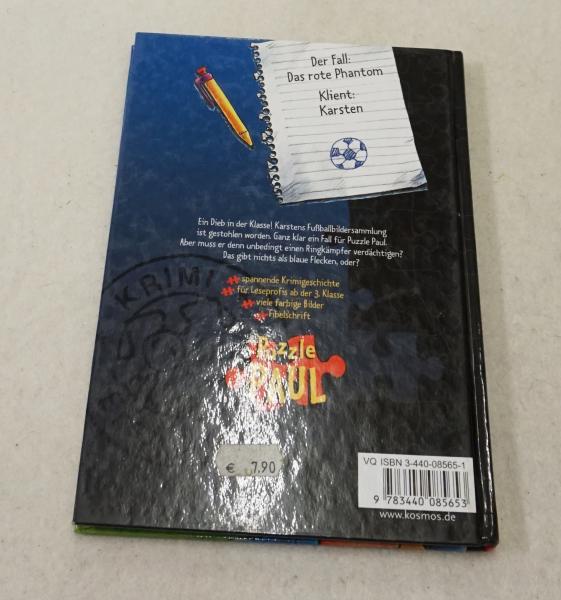 Der Fall:
Das rote Phantom
Klient:
Karsten
Ein Dieb in der Klasse! Karstens Fußballbildersammlung
ist gestohlen worden. Ganz klar ein Fall für Puzzle Paul.
Aber muss er denn unbedingt einen Ringkämpfer verdächtigen?
Das gibt nichts als blaue Flecken, oder?
spannende Krimigeschichte
für Leseprofis ab der 3. Klasse
viele farbige Bilder
Fibelschrift
KRIMI
Puzzle
PAUL
€ 7.90
VQ ISBN 3-440-08565-1
9 783440 085653
www.kosmos.de